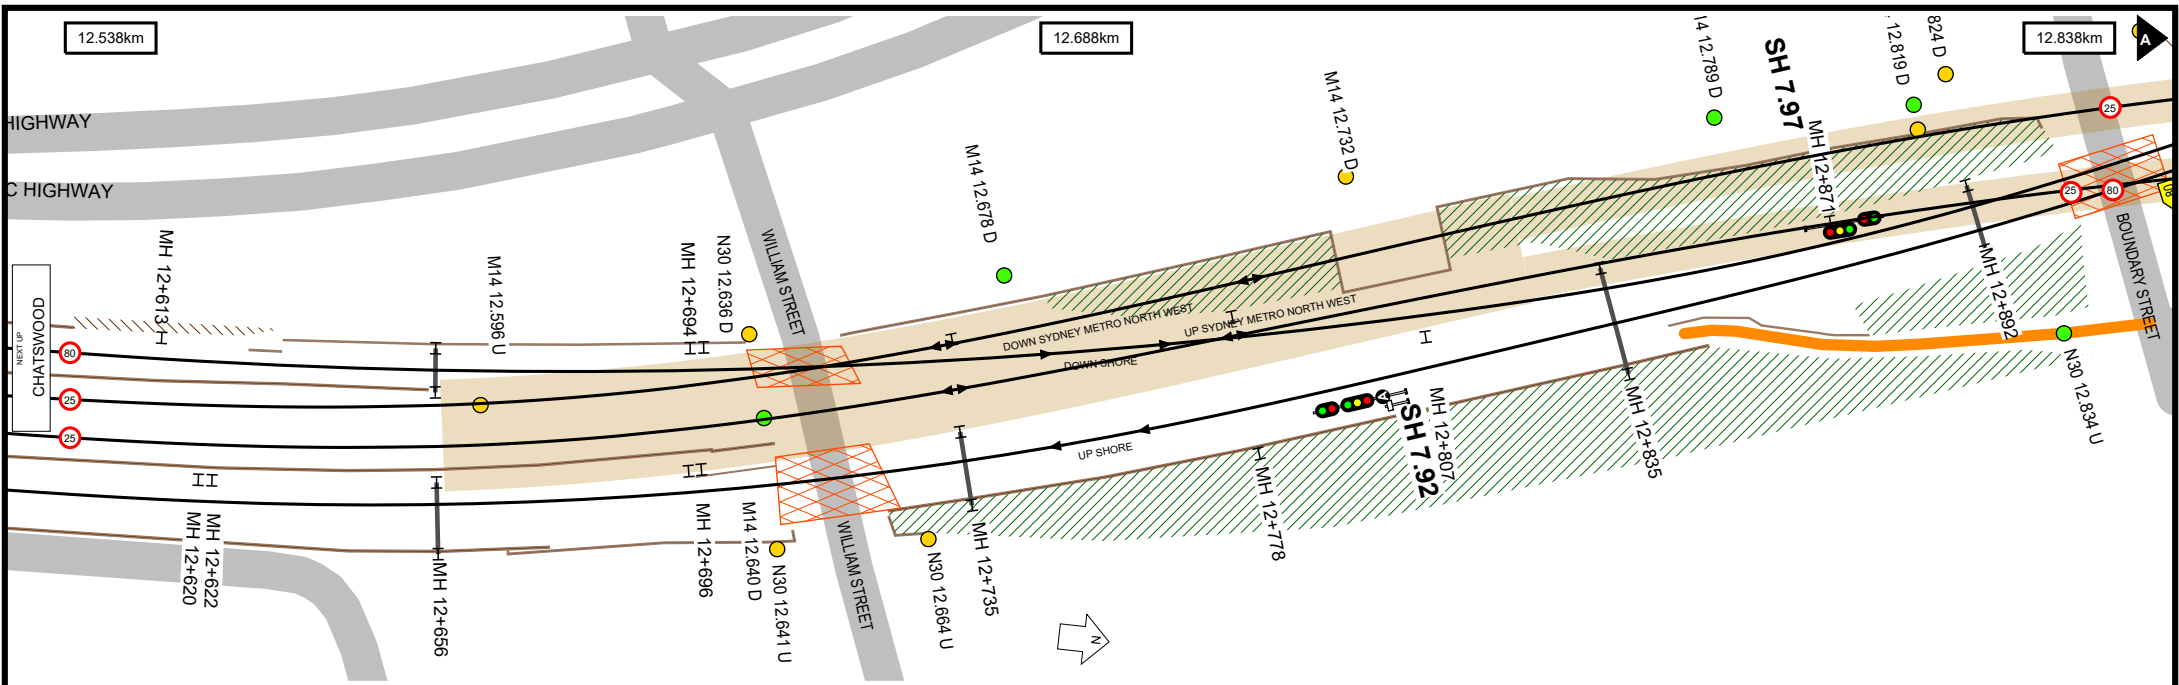 12.538km
12.688km
12.838km
A
HIGHWAY
C HIGHWAY
NEXT UP
CHATSWOOD
MH 12+613
M14 12.596 U
MH 12+694
N30 12.636 D
WILLIAM STREET
M14 12.678 D
M14 12.732 D
14 12.789 D
SH 7.97
MH 12+871
12.819 D
824 D
25
25
80
80
BOUNDARY STREET
80
25
25
DOWN SYDNEY METRO NORTH WEST
UP SYDNEY METRO NORTH WEST
DOWN SHORE
UP SHORE
MH 12+892
N30 12.834 U
MH 12+835
MH 12+807
SH 7.92
MH 12+778
MH 12+735
N30 12.664 U
WILLIAM STREET
N30 12.641 U
M14 12.640 D
MH 12+696
MH 12+656
MH 12+622
MH 12+620
N